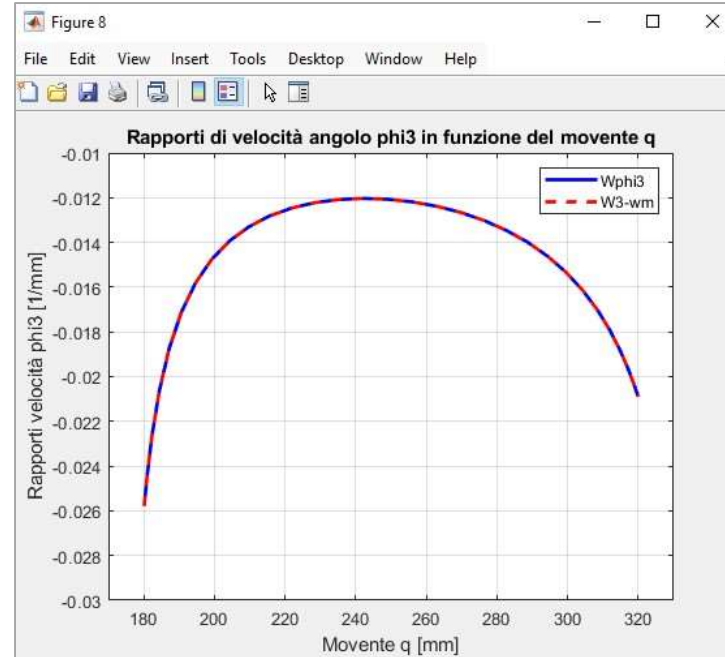 Figure 8
File Edit View Insert Tools Desktop Window Help
Rapporti di velocità angolo phi3 in funzione del movente q
Wphi3
W3-wm
Rapporti velocità phi3 [1/mm]
-0.01
-0.012
-0.014
-0.016
-0.018
-0.02
-0.022
-0.024
-0.026
-0.028
-0.03
180 200 220 240 260 280 300 320
Movente q [mm]